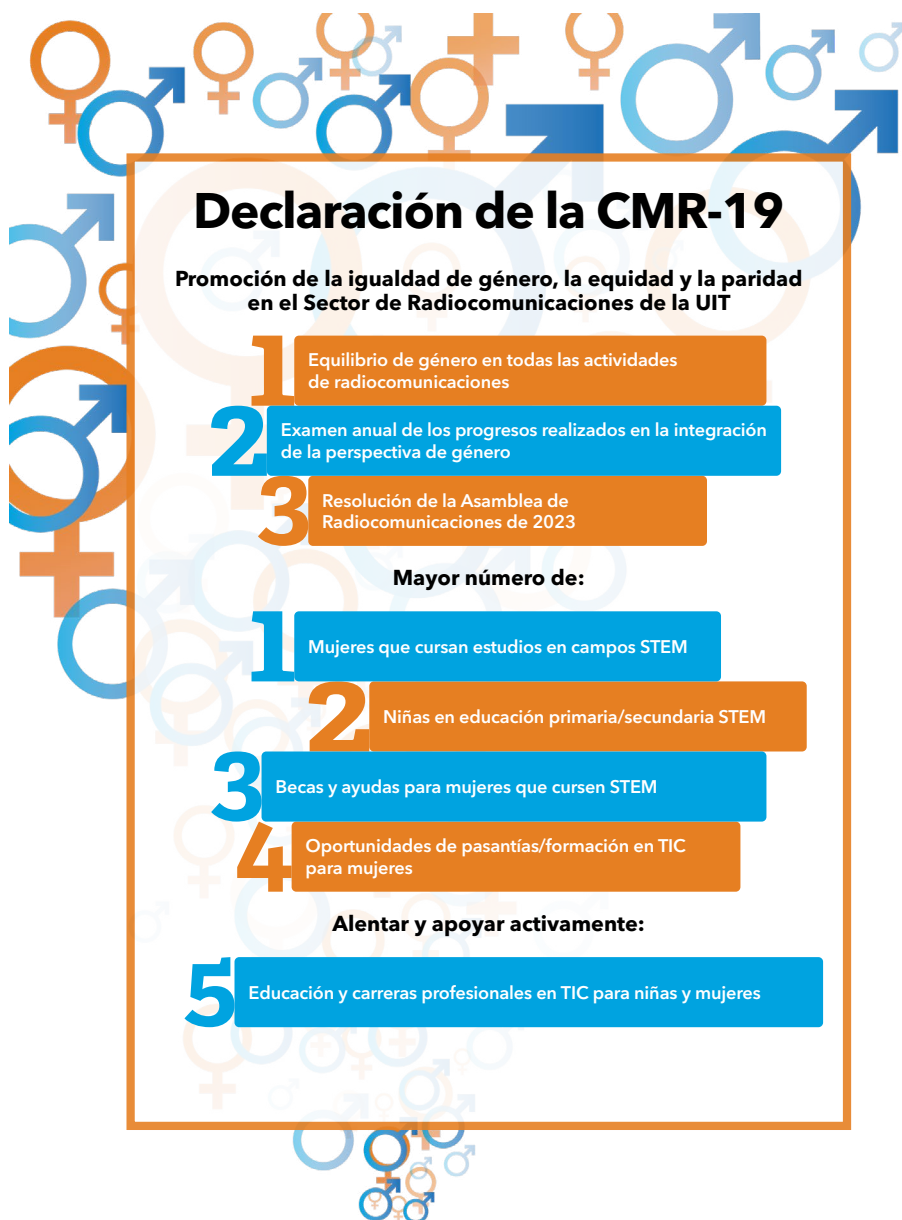 Declaración de la CMR-19
Promoción de la igualdad de género, la equidad y la paridad
en el Sector de Radiocomunicaciones de la UIT
1 Equilibrio de género en todas las actividades
de radiocomunicaciones
2 Examen anual de los progresos realizados en la integración
de la perspectiva de género
3 Resolución de la Asamblea de
Radiocomunicaciones de 2023
Mayor número de:
1 Mujeres que cursan estudios en campos STEM
2 Niñas en educación primaria/secundaria STEM
3 Becas y ayudas para mujeres que cursen STEM
4 Oportunidades de pasantías/formación en TIC
para mujeres
Alentar y apoyar activamente:
5 Educación y carreras profesionales en TIC para niñas y mujeres